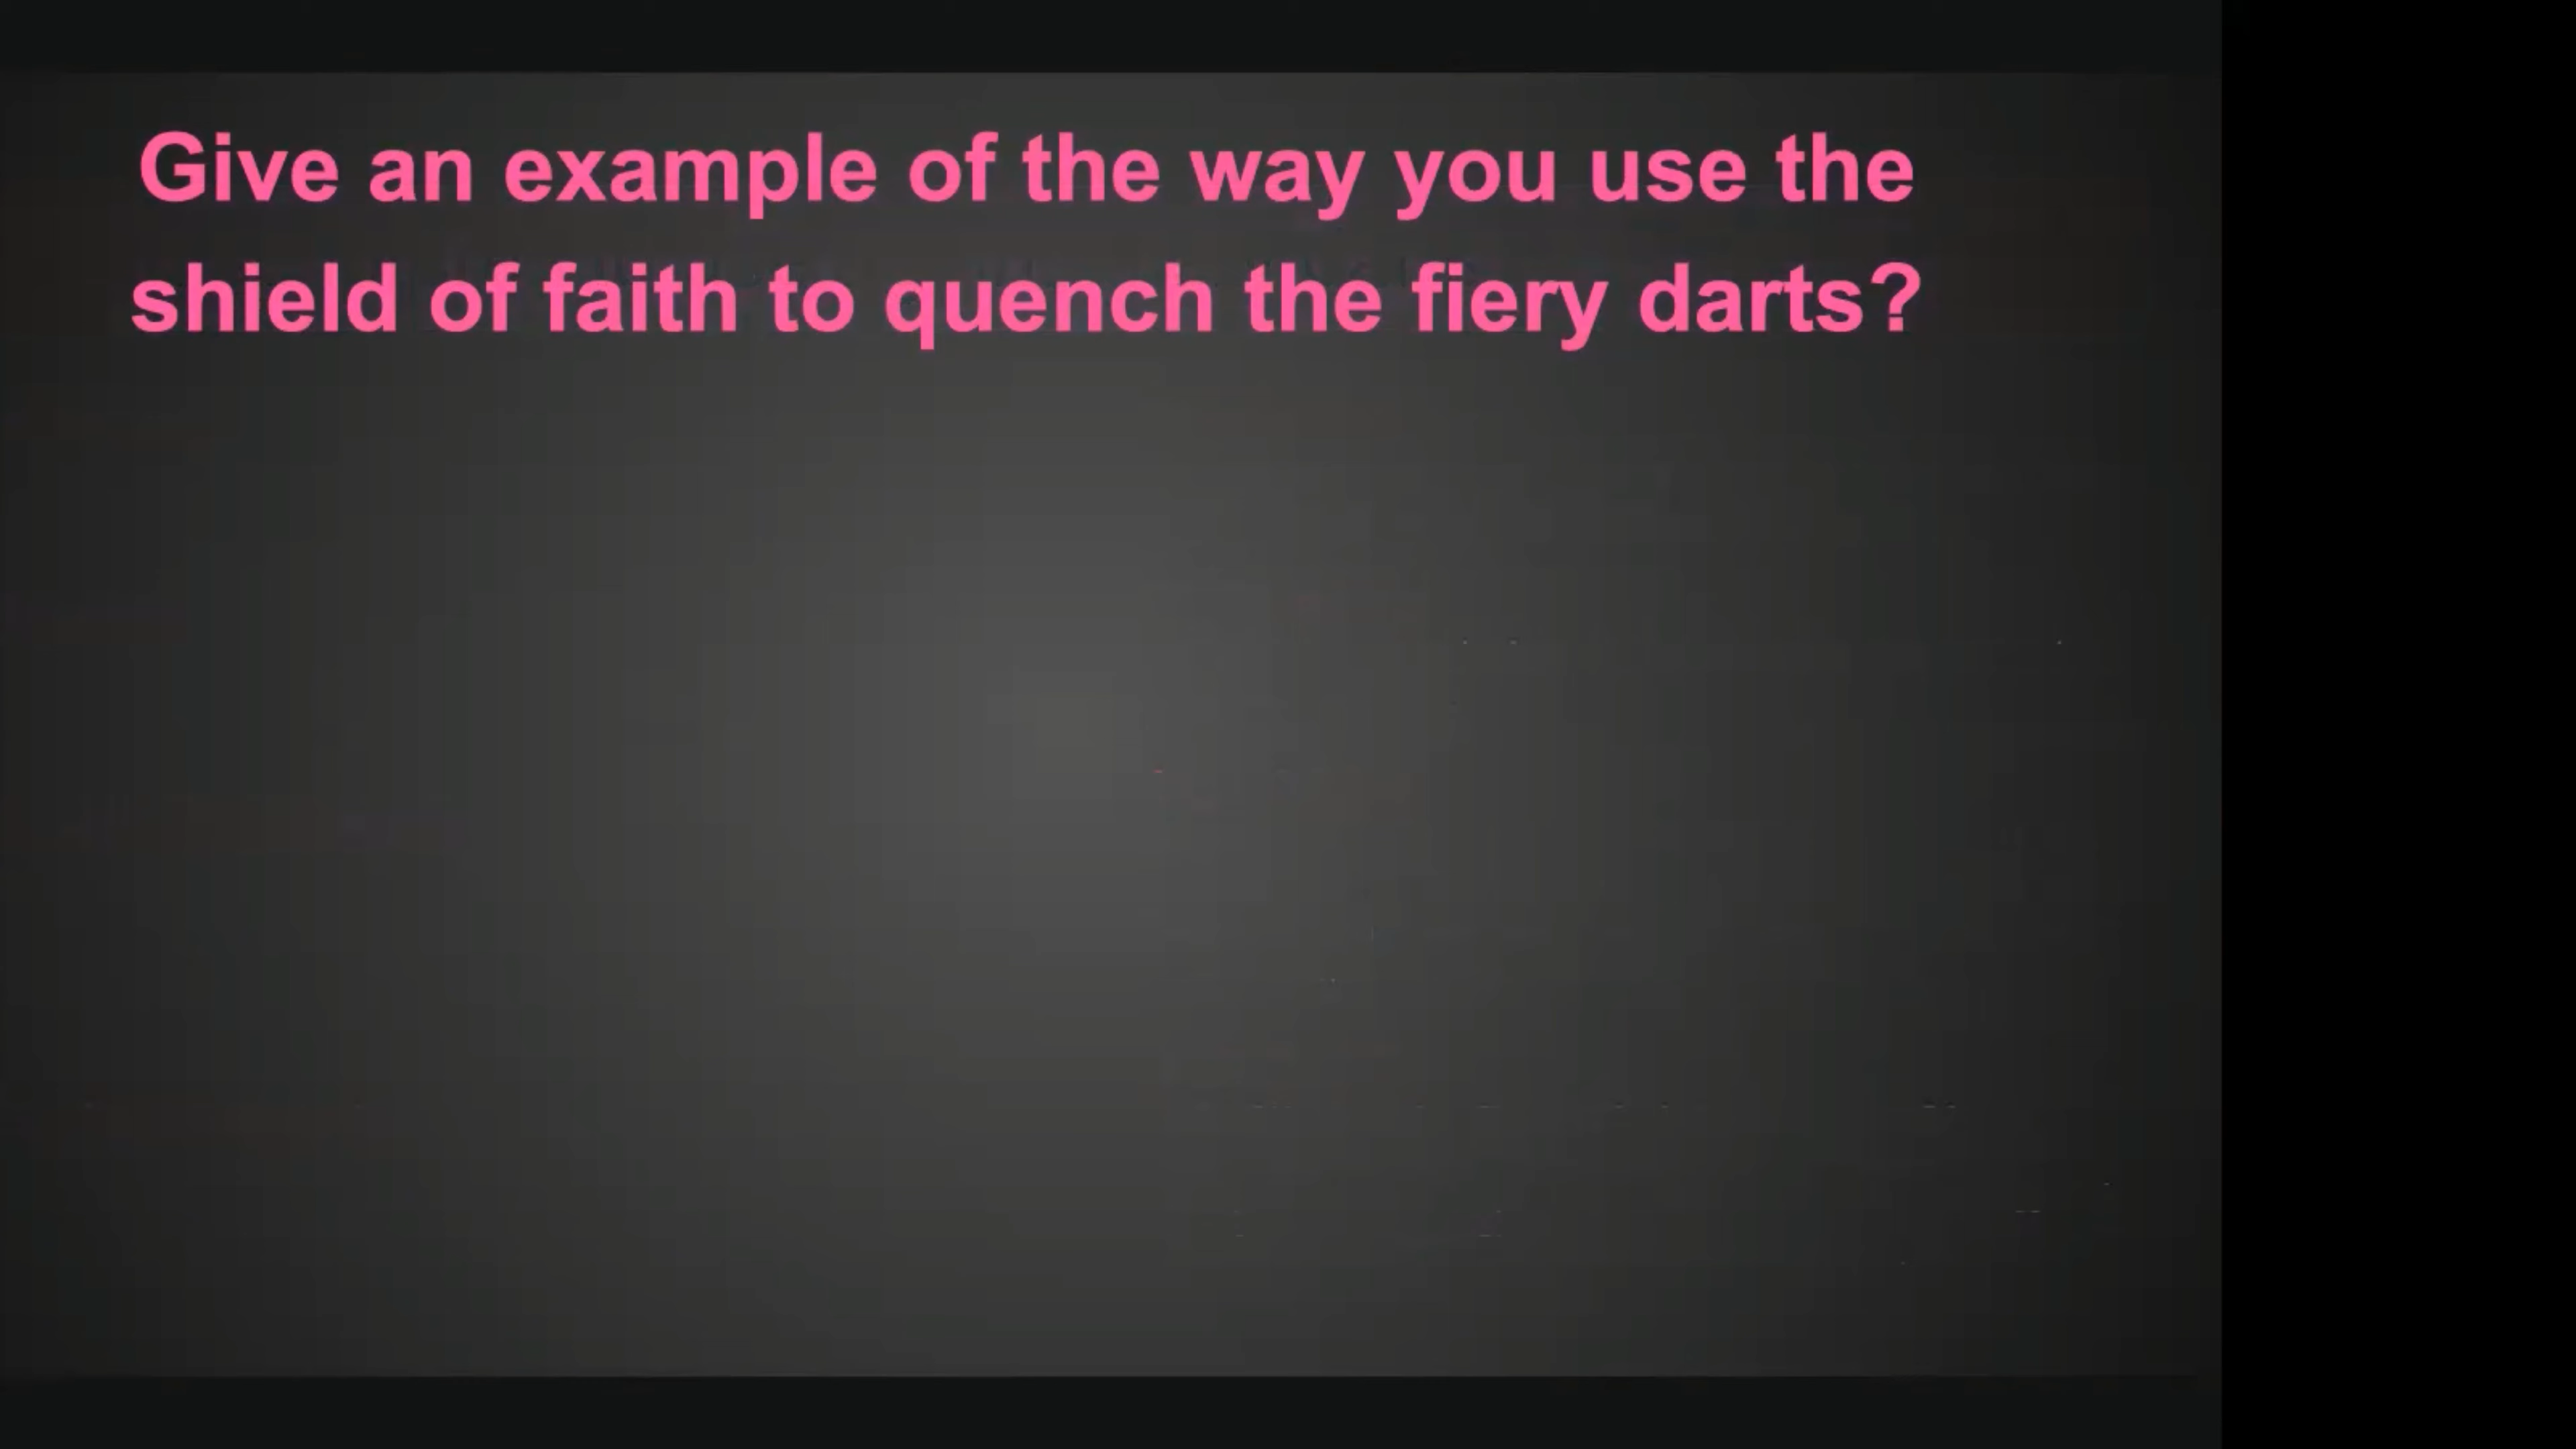 Give an example of the way you use the
shield of faith to quench the fiery darts?